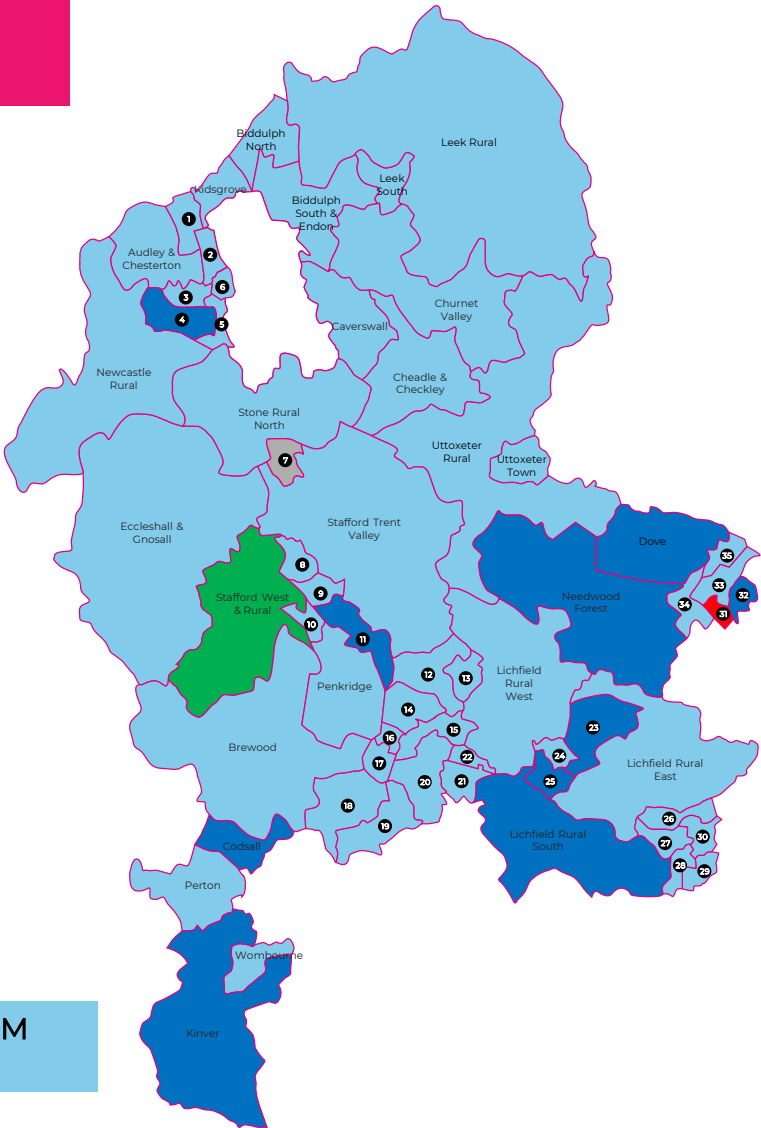 Leek Rural
Biddulph
North
Kidsgrove
Leek
South
Biddulph
South &
Endon
1
2
Audley &
Chesterton
6
3
4
5
Churnet
Valley
Caverswall
Newcastle
Rural
Cheadle &
Checkley
Stone Rural
North
Uttoxeter
Rural
Uttoxeter
Town
7
Eccleshall &
Gnosall
Stafford Trent
Valley
Dove
35
8
33
32
9
Stafford West
& Rural
Needwood
Forest
34
31
10
11
12
13
Penkridge
Lichfield
Rural
West
14
15
23
16
Brewood
22
24
17
Lichfield Rural
East
20
21
25
18
26
19
30
27
Codsall
Lichfield Rural
South
28
29
Perton
Wombourne
M
Kinver